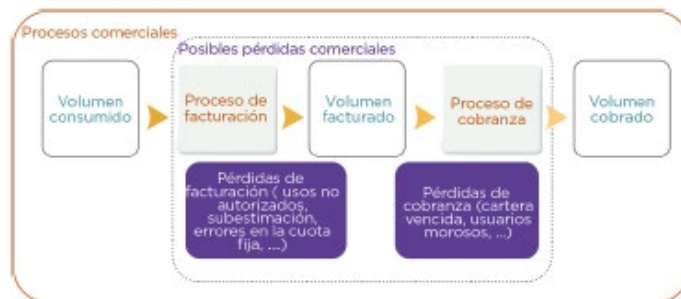 Procesos comerciales
Posibles pérdidas comerciales
Volumen
consumido
Proceso de
facturación
Volumen
facturado
Proceso de
cobranza
Volumen
cobrado
Pérdidas de
facturación ( usos no
autorizados,
subestimación,
errores en la cuota
fija, ...)
Pérdidas de
cobranza (cartera
vencida, usuarios
morosos, ...)